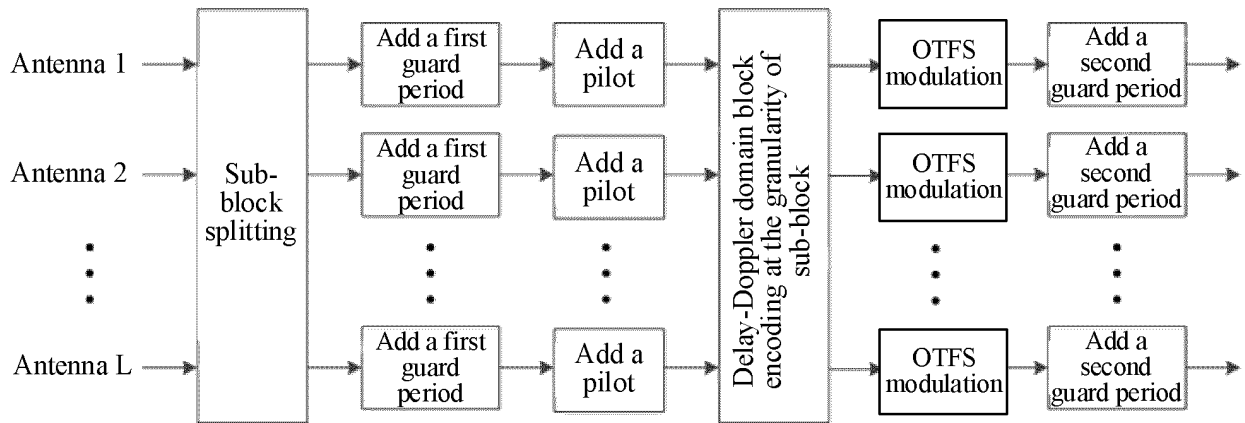 Antenna 1
Add a first
guard
period
Add a
pilot
OTFS
modulation
Add a
second
guard period
Antenna 2
Sub-
block
splitting
Add a first
guard
period
Add a
pilot
Delay-Doppler domain block
encoding at the granularity of
sub-block
OTFS
modulation
Add a
second
guard period
Antenna L
Add a first
guard
period
Add a
pilot
OTFS
modulation
Add a
second
guard period